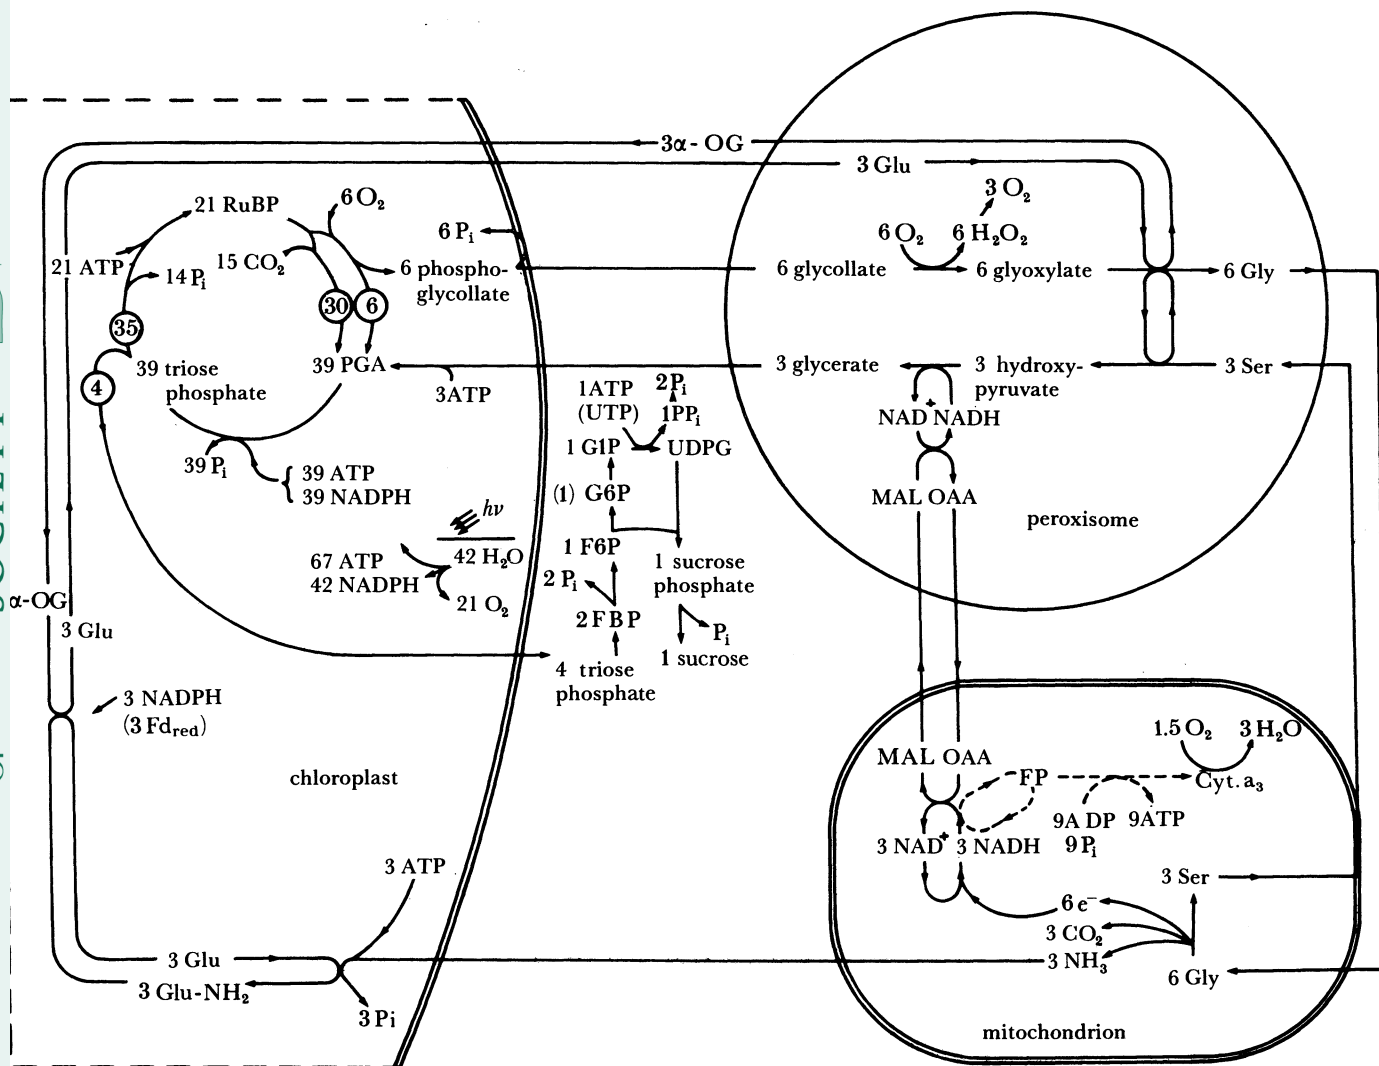 3α- OG
3 Glu
3 O₂
21 RuBP
6 O₂
6 Pᵢ
6 O₂
6 H₂O₂
21 ATP
14 Pᵢ
15 CO₂
6 phospho-
glycollate
6 glycollate
6 glyoxylate
6 Gly
30
6
35
39 triose
phosphate
39 PGA
3 glycerate
3 hydroxy-
pyruvate
3 Ser
4
3ATP
1ATP
(UTP)
2Pᵢ
1PPᵢ
NAD⁺ NADH
1 G1P
UDPG
39 Pᵢ
39 ATP
39 NADPH
(1) G6P
MAL OAA
hν
peroxisome
42 H₂O
67 ATP
42 NADPH
21 O₂
1 F6P
1 sucrose
phosphate
2 Pᵢ
2 FBP
Pᵢ
1 sucrose
4 triose
phosphate
α-OG
3 Glu
3 NADPH
(3 Fd_red)
chloroplast
1.5 O₂
3 H₂O
MAL OAA
FP
Cyt. a₃
9A DP
9ATP
9 Pᵢ
3 NAD⁺
3 NADH
3 ATP
3 Ser
6 e⁻
3 CO₂
3 NH₃
6 Gly
3 Glu
3 Glu-NH₂
3 Pi
mitochondrion